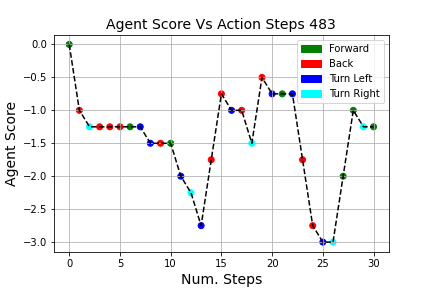 Agent Score Vs Action Steps 483
Forward
Back
Turn Left
Turn Right
Agent Score
0.0
−0.5
−1.0
−1.5
−2.0
−2.5
−3.0
0 5 10 15 20 25 30
Num. Steps